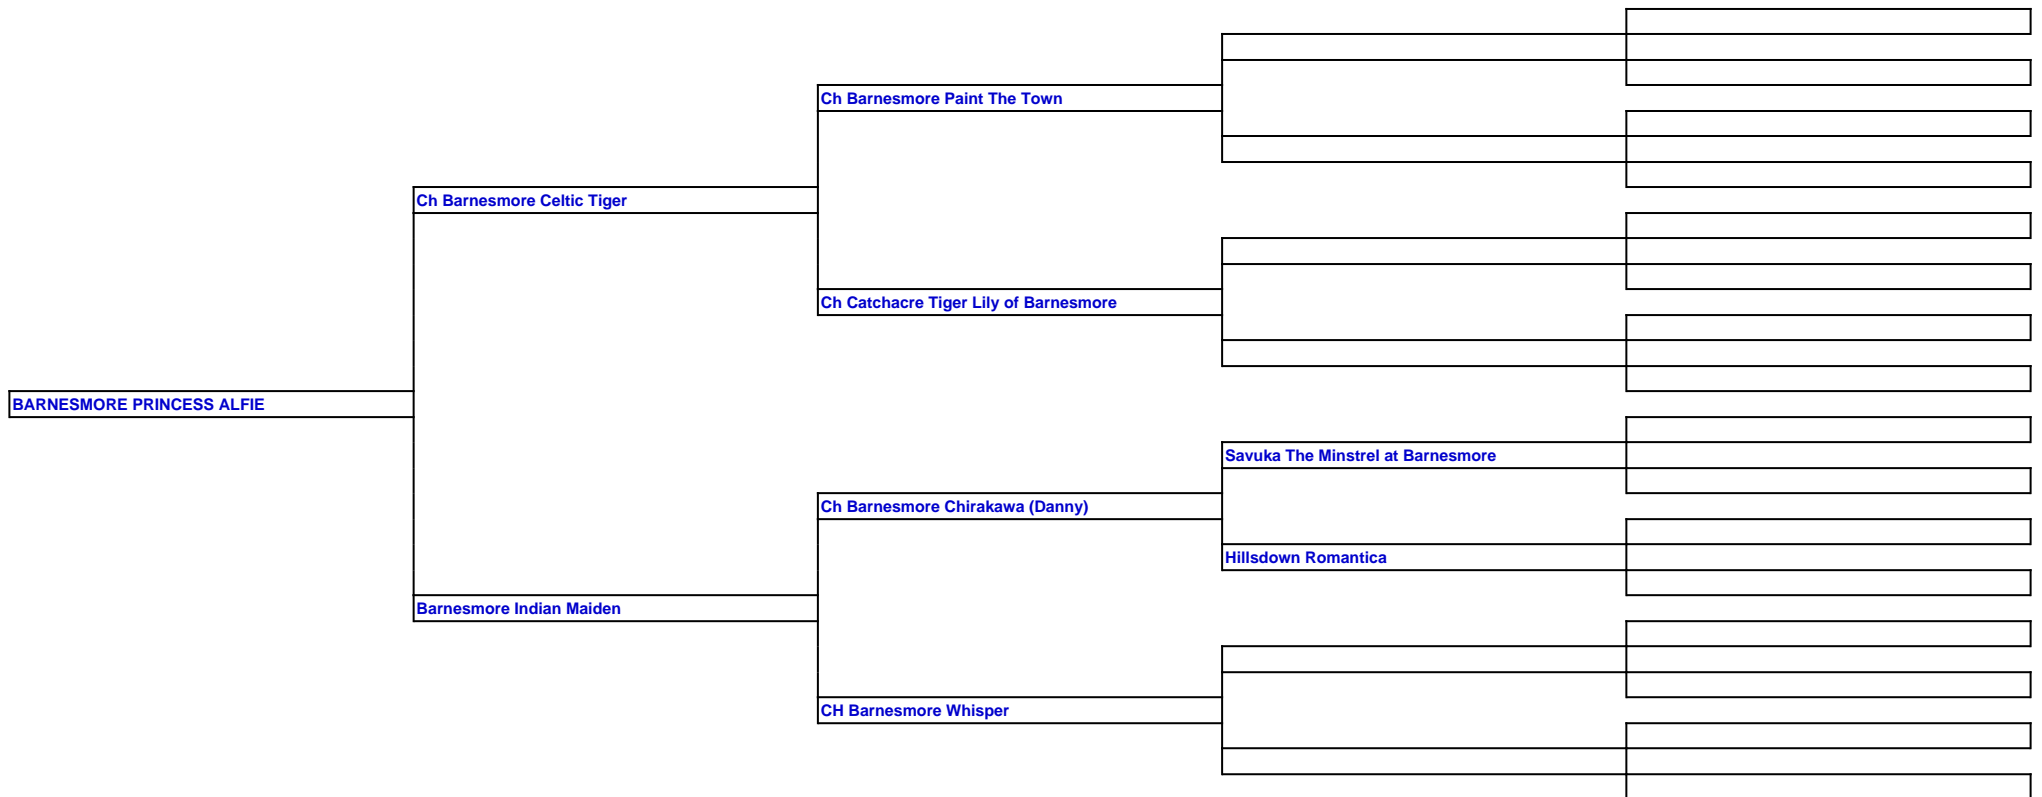 Ch Barnesmore Paint The Town
Ch Barnesmore Celtic Tiger
Ch Catchacre Tiger Lily of Barnesmore
BARNESMORE PRINCESS ALFIE
Savuka The Minstrel at Barnesmore
Ch Barnesmore Chirakawa (Danny)
Hillsdown Romantica
Barnesmore Indian Maiden
CH Barnesmore Whisper